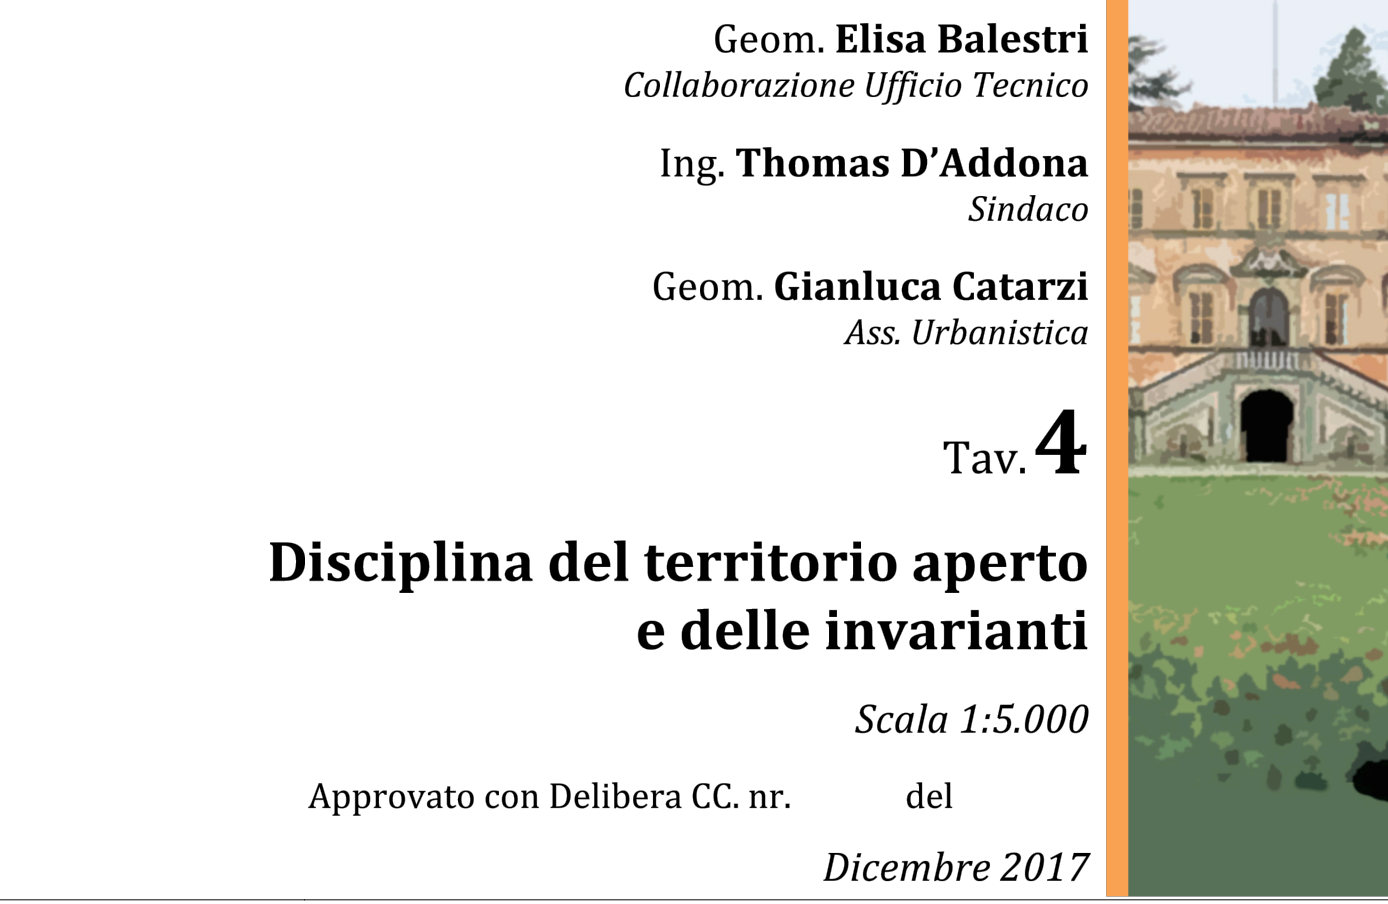 Geom. Elisa Balestri
Collaborazione Ufficio Tecnico
Ing. Thomas D’Addona
Sindaco
Geom. Gianluca Catarzi
Ass. Urbanistica
Tav. 4
Disciplina del territorio aperto
e delle invarianti
Scala 1:5.000
Approvato con Delibera CC. nr. del
Dicembre 2017